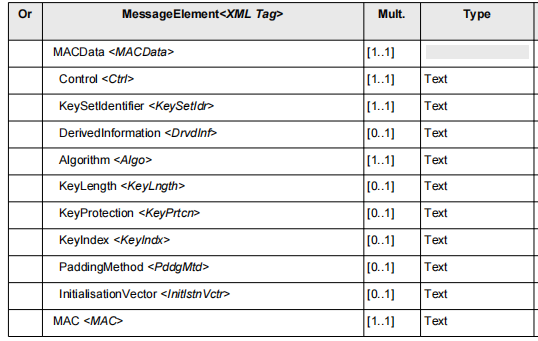 Or MessageElement<XML Tag> Mult. Type
MACData <MACData> [1..1]
Control <Ctrl> [1..1] Text
KeySetIdentifier <KeySetIdr> [1..1] Text
DerivedInformation <DrvdInf> [0..1] Text
Algorithm <Algo> [1..1] Text
KeyLength <KeyLngth> [0..1] Text
KeyProtection <KeyPrtcn> [0..1] Text
KeyIndex <KeyIndx> [0..1] Text
PaddingMethod <PddgMtd> [0..1] Text
InitialisationVector <InitlstnVctr> [0..1] Text
MAC <MAC> [1..1] Text